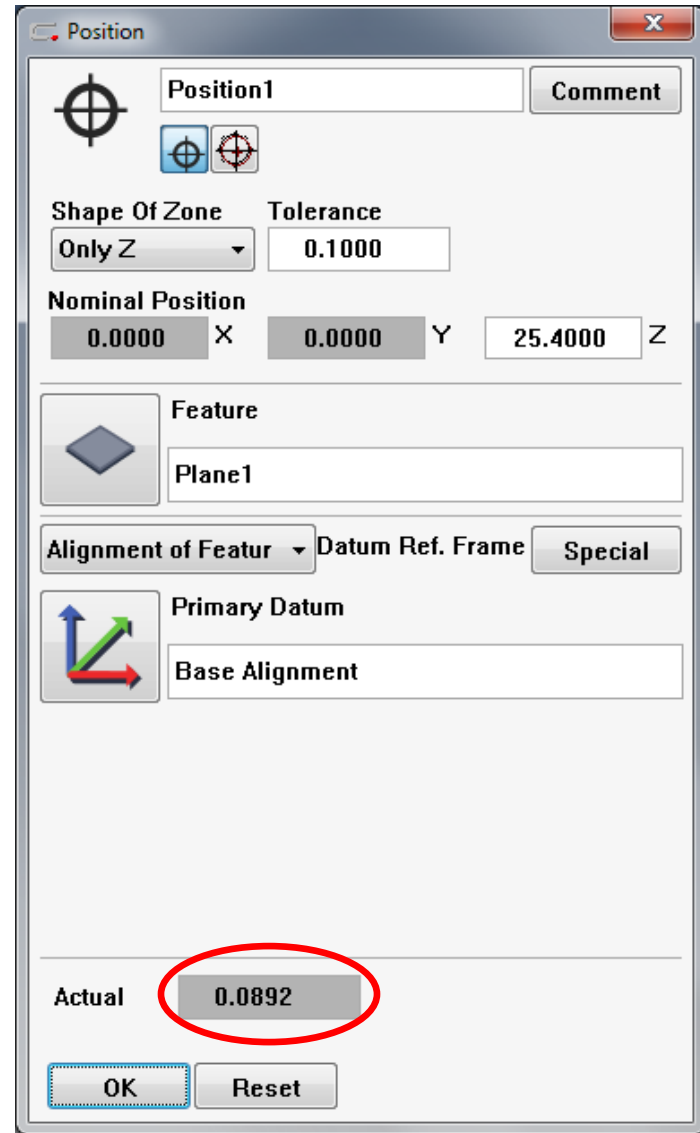 Position
Position1
Comment
Shape Of Zone Tolerance
Only Z 0.1000
Nominal Position
0.0000 X 0.0000 Y 25.4000 Z
Feature
Plane1
Alignment of Featur Datum Ref. Frame Special
Primary Datum
Base Alignment
Actual 0.0892
OK Reset